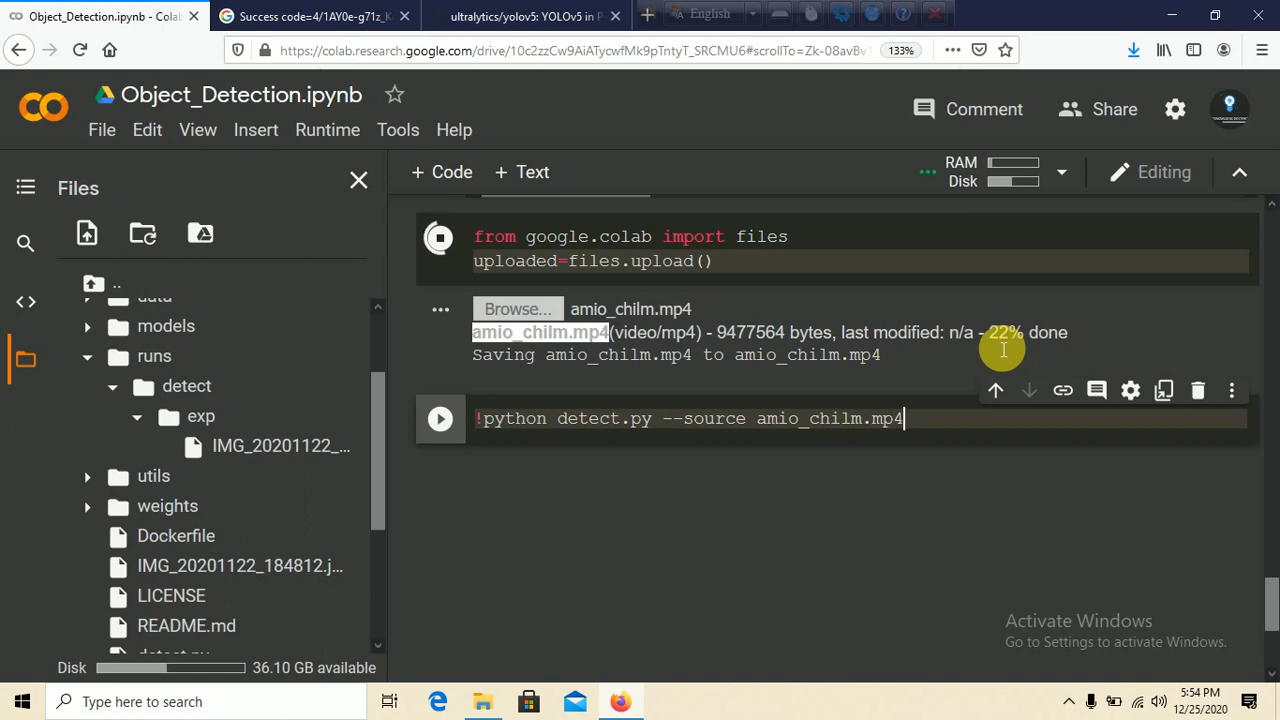 Object_Detection.ipynb - Colab
Success code=4/1AY0e-g71z_K
ultralytics/yolov5: YOLOv5 in P
English
https://colab.research.google.com/drive/10c2zzCw9AiATycwfMk9pTntyT_SRCMU6#scrollTo=Zk-08avBv1
133%
Object_Detection.ipynb
File Edit View Insert Runtime Tools Help
Comment
Share
+ Code + Text
RAM
Disk
Editing
Files
..
data
models
runs
detect
exp
IMG_20201122_...
utils
weights
Dockerfile
IMG_20201122_184812.j...
LICENSE
README.md
detect.py
Disk 36.10 GB available
from google.colab import files
uploaded=files.upload()
Browse... amio_chilm.mp4
amio_chilm.mp4(video/mp4) - 9477564 bytes, last modified: n/a - 22% done
Saving amio_chilm.mp4 to amio_chilm.mp4
!python detect.py --source amio_chilm.mp4
Activate Windows
Go to Settings to activate Windows.
Type here to search
5:54 PM
12/25/2020